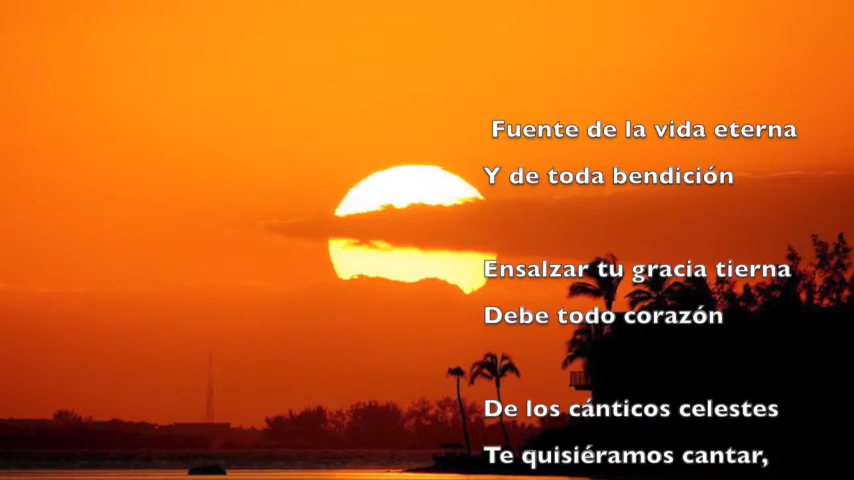 Fuente de la vida eterna
Y de toda bendición
Ensalzar tu gracia tierna
Debe todo corazón
De los cánticos celestes
Te quisiéramos cantar,